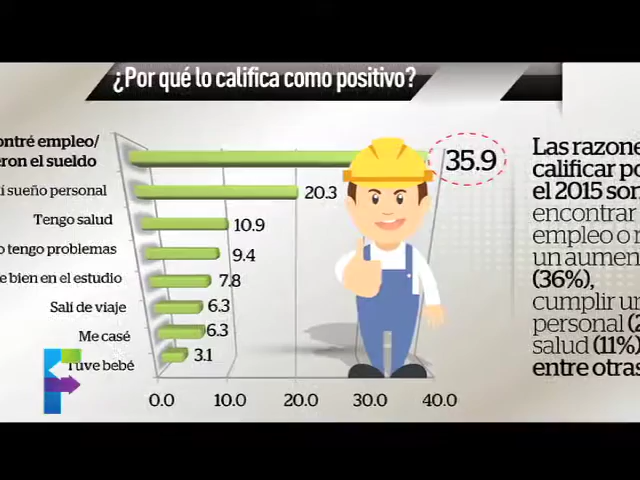 ¿Por qué lo califica como positivo?
ontré empleo/
eron el sueldo
35.9
í sueño personal
20.3
Tengo salud
10.9
o tengo problemas
9.4
e bien en el estudio
7.8
Salí de viaje
6.3
Me casé
6.3
Tuve bebé
3.1
0.0 10.0 20.0 30.0 40.0
Las razone
calificar po
el 2015 son
encontrar
empleo o r
un aumen
(36%),
cumplir un
personal (2
salud (11%)
entre otras